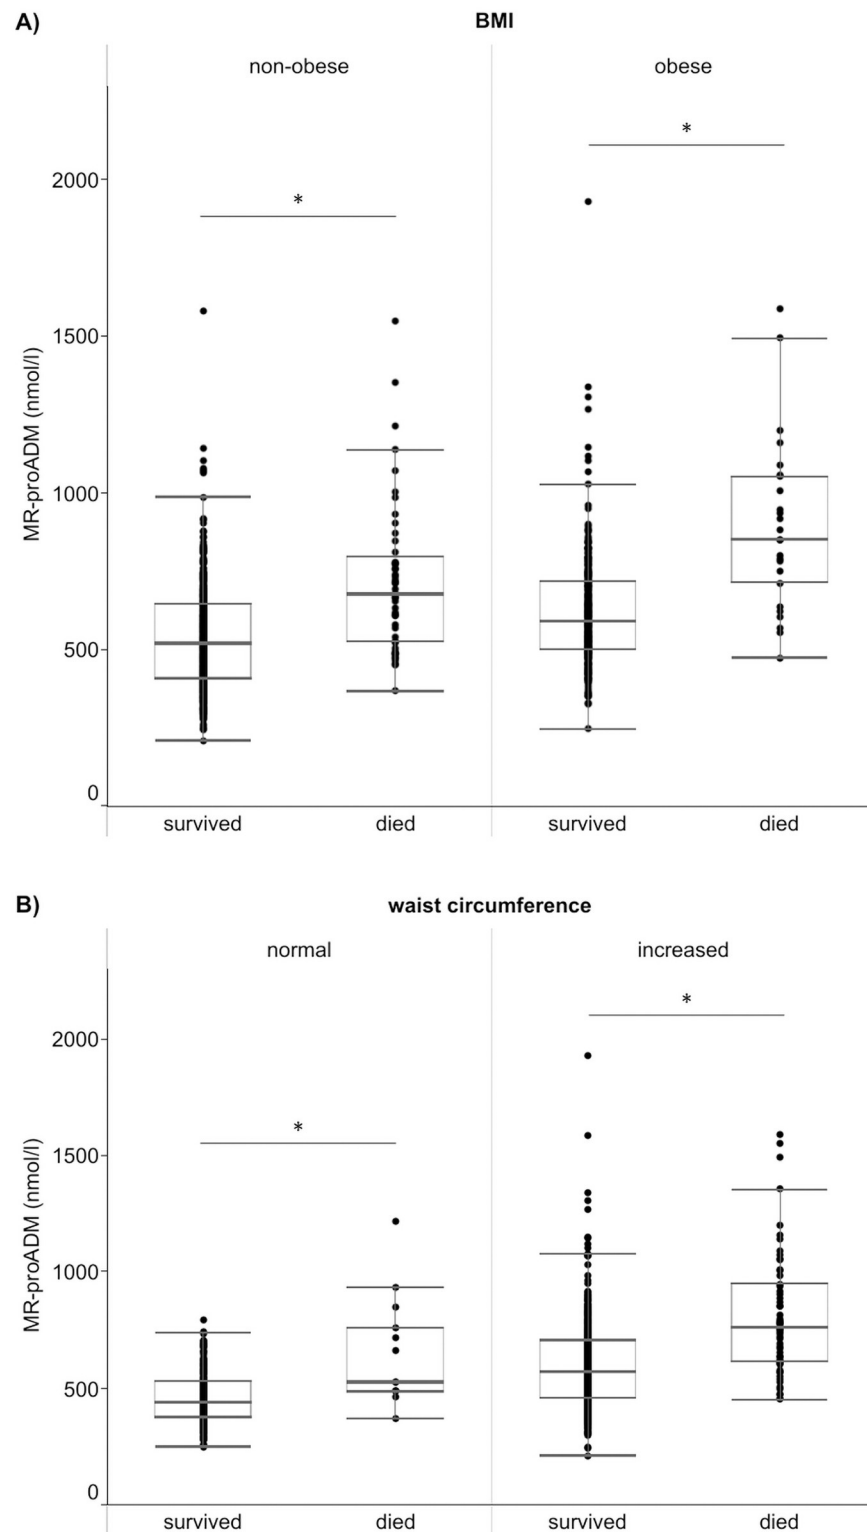 A)
BMI
non-obese
obese
*
*
2000
1500
1000
500
0
MR-proADM (nmol/l)
survived
died
survived
died
B)
waist circumference
normal
increased
*
*
2000
1500
1000
500
0
MR-proADM (nmol/l)
survived
died
survived
died